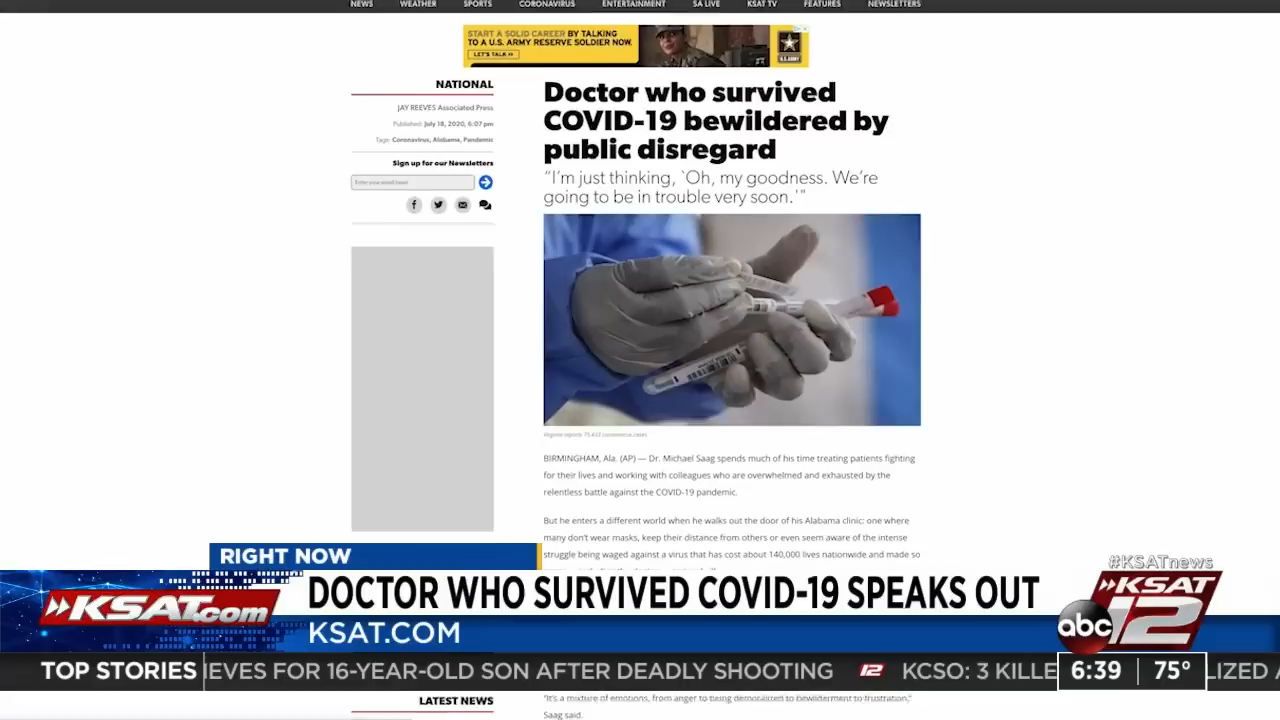 NEWS WEATHER SPORTS CORONAVIRUS ENTERTAINMENT SA LIVE KSAT TV FEATURES NEWSLETTERS
START A SOLID CAREER BY TALKING
TO A U.S. ARMY RESERVE SOLDIER NOW.
LET'S TALK >>
U.S. ARMY
NATIONAL
JAY REEVES Associated Press
Published: July 18, 2020, 6:07 pm
Tags: Coronavirus, Alabama, Pandemic
Sign up for our Newsletters
Enter your email here
Doctor who survived
COVID-19 bewildered by
public disregard
"I'm just thinking, `Oh, my goodness. We're
going to be in trouble very soon.'"
BIRMINGHAM, Ala. (AP) — Dr. Michael Saag spends much of his time treating patients fighting
for their lives and working with colleagues who are overwhelmed and exhausted by the
relentless battle against the COVID-19 pandemic.
But he enters a different world when he walks out the door of his Alabama clinic: one where
many don't wear masks, keep their distance from others or even seem aware of the intense
struggle being waged against a virus that has cost about 140,000 lives nationwide and made so
RIGHT NOW
#KSATnews
KSAT.com
DOCTOR WHO SURVIVED COVID-19 SPEAKS OUT
KSAT.COM
abc KSAT 12
TOP STORIES IEVES FOR 16-YEAR-OLD SON AFTER DEADLY SHOOTING 12 KCSO: 3 KILLE 6:39 75° LIZED A
LATEST NEWS
"It's a mixture of emotions, from anger to being demoralized to bewilderment to frustration,"
Saag said.